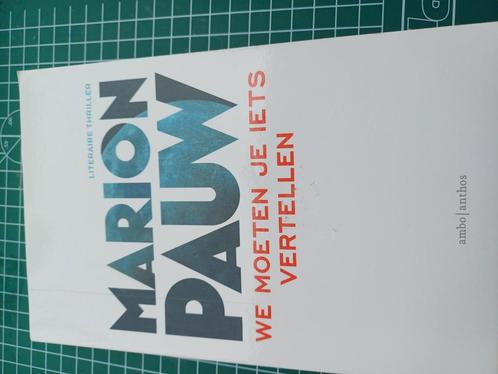 LITERAIRE THRILLER
MARION
PAUW
WE MOETEN JE IETS
VERTELLEN
ambo|anthos